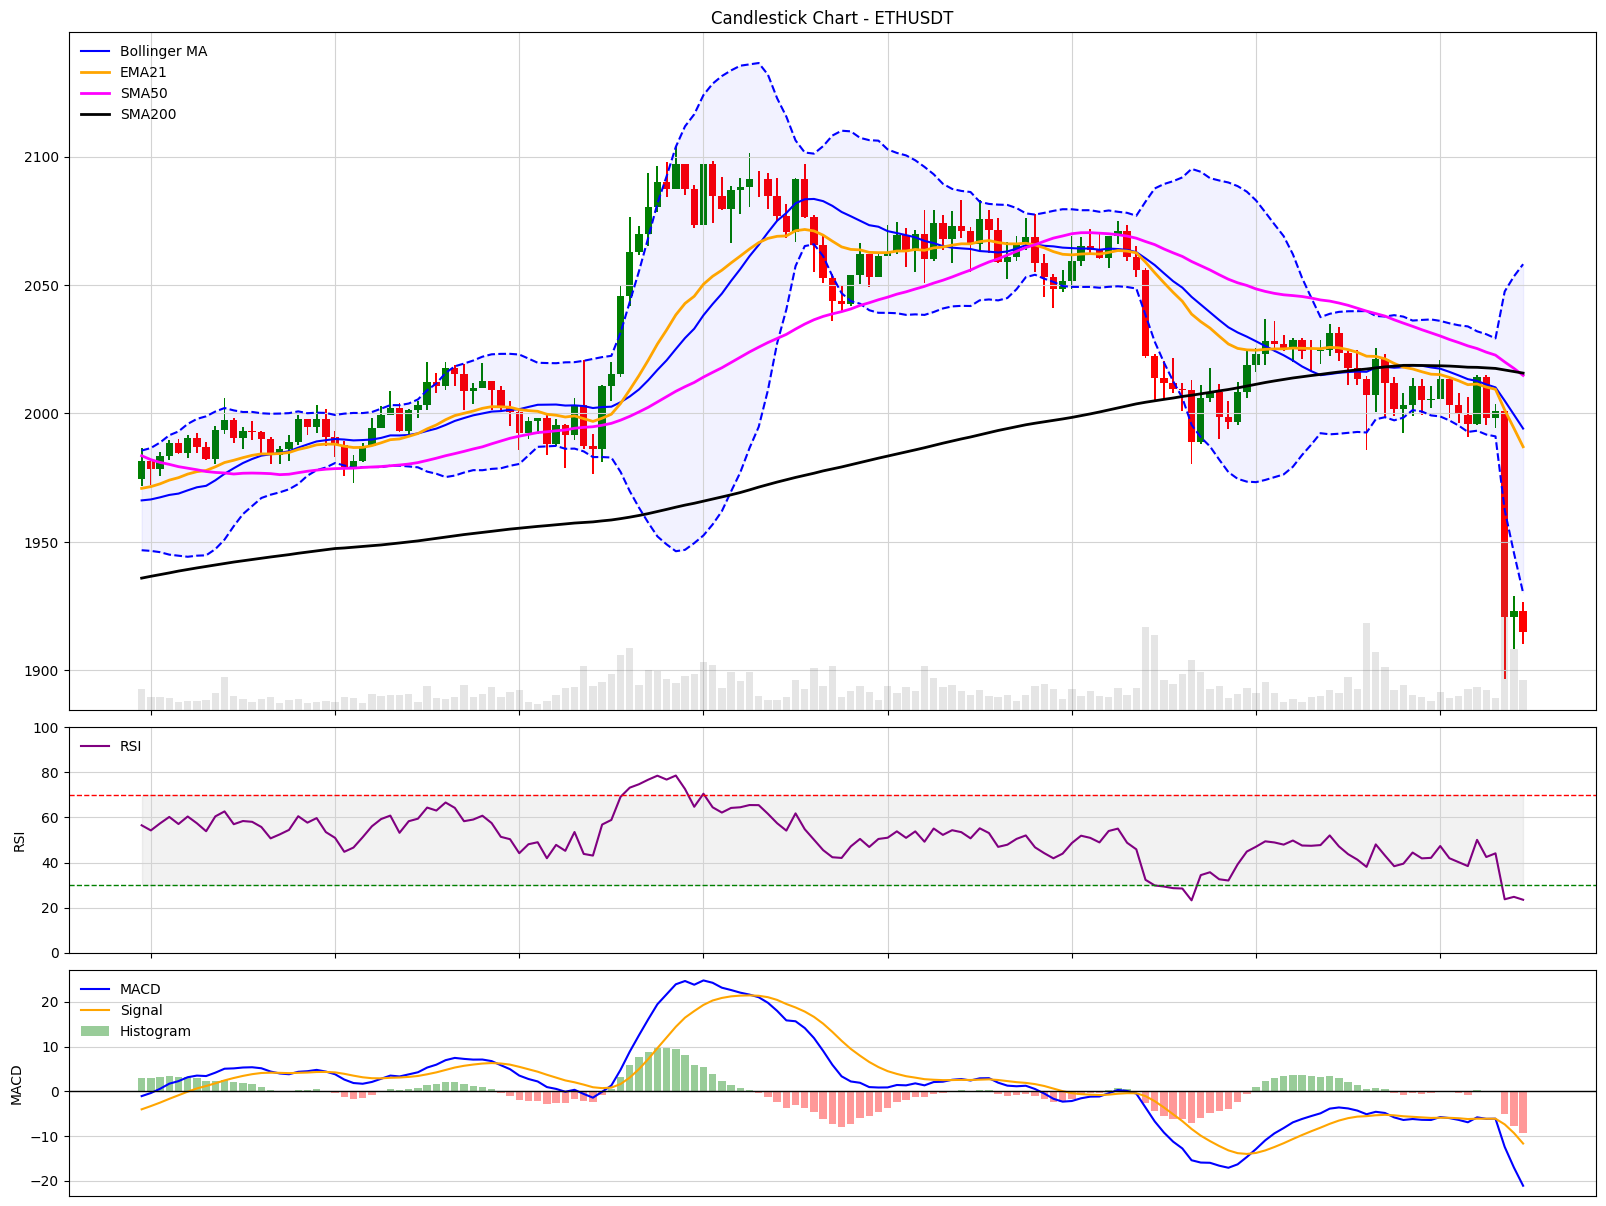 Candlestick Chart - ETHUSDT
Bollinger MA
EMA21
SMA50
SMA200
2100
2050
2000
1950
1900
RSI
100
80
60
40
20
0
RSI
MACD
Signal
Histogram
20
10
0
−10
−20
MACD